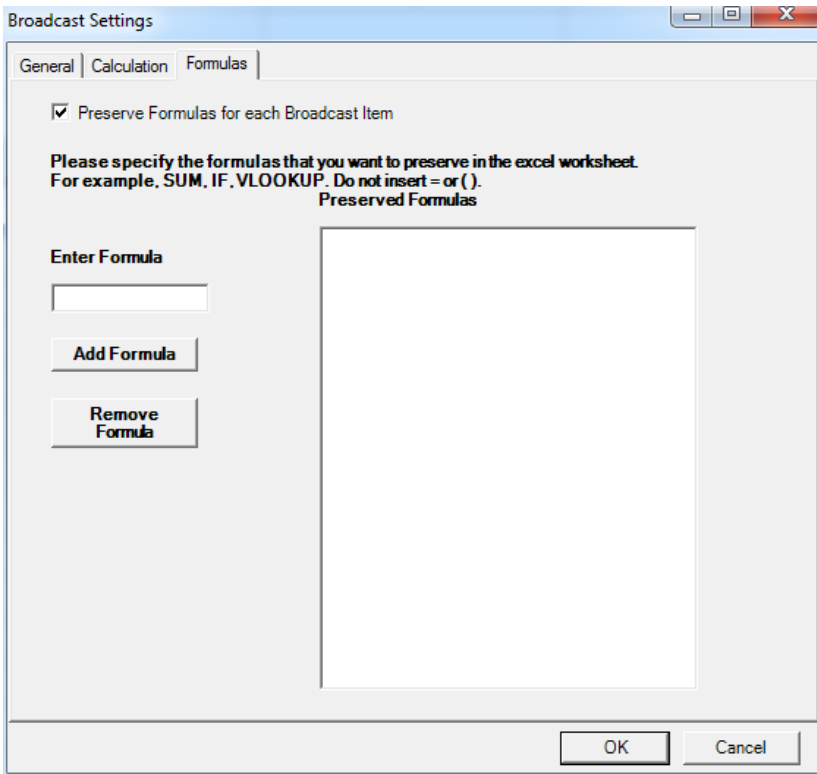 Broadcast Settings
General Calculation Formulas
Preserve Formulas for each Broadcast Item
Please specify the formulas that you want to preserve in the excel worksheet.
For example, SUM, IF, VLOOKUP. Do not insert = or ( ).
Preserved Formulas
Enter Formula
Add Formula
Remove
Formula
OK Cancel